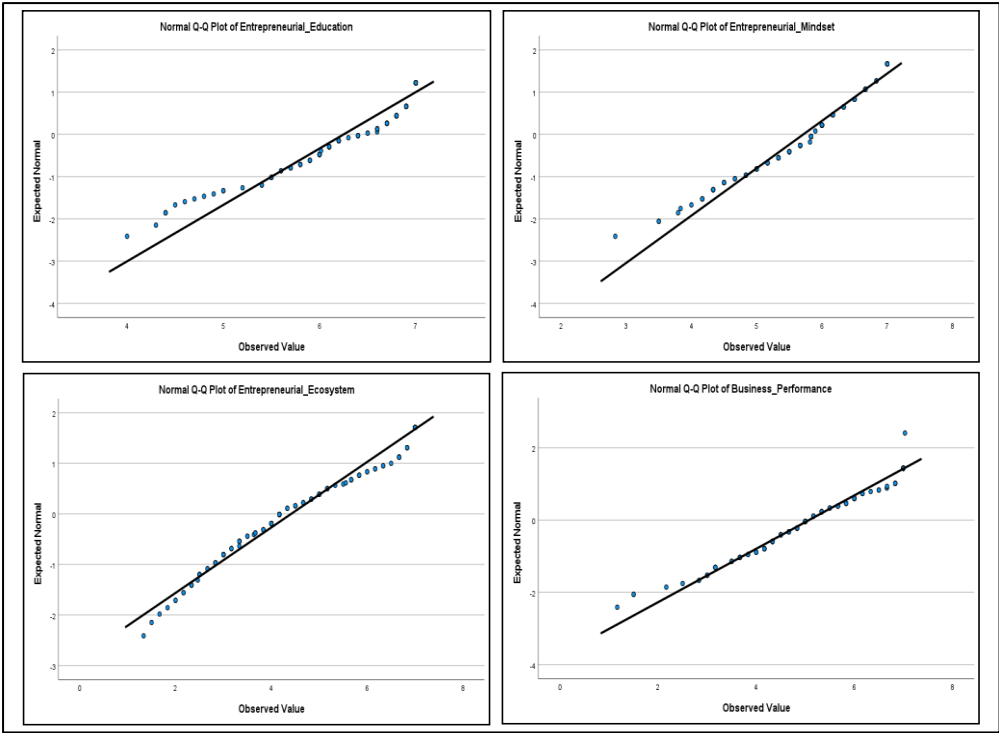 Normal Q-Q Plot of Entrepreneurial_Education
2
1
0
-1
-2
-3
-4
4 5 6 7
Expected Normal
Observed Value
Normal Q-Q Plot of Entrepreneurial_Mindset
2
1
0
-1
-2
-3
-4
2 3 4 5 6 7 8
Expected Normal
Observed Value
Normal Q-Q Plot of Entrepreneurial_Ecosystem
2
1
0
-1
-2
-3
0 2 4 6 8
Expected Normal
Observed Value
Normal Q-Q Plot of Business_Performance
2
0
-2
-4
0 2 4 6 8
Expected Normal
Observed Value